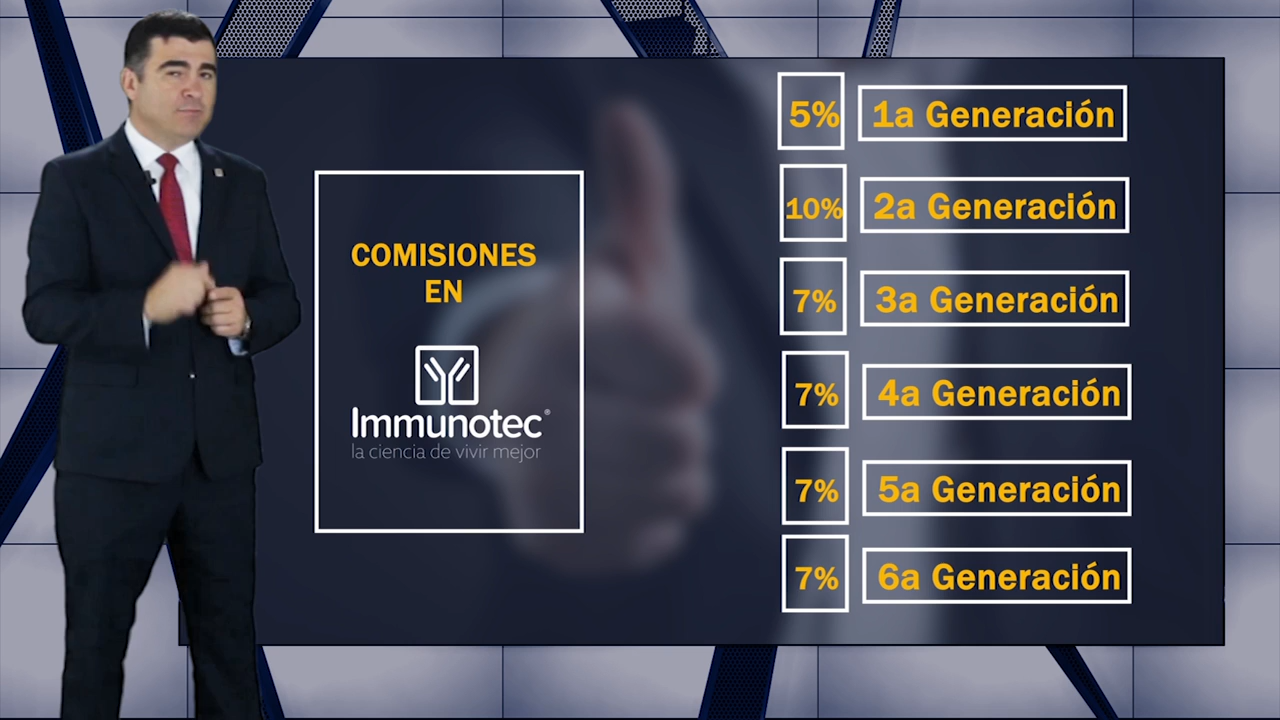 COMISIONES
EN
Immunotec®
la ciencia de vivir mejor
5% 1a Generación
10% 2a Generación
7% 3a Generación
7% 4a Generación
7% 5a Generación
7% 6a Generación